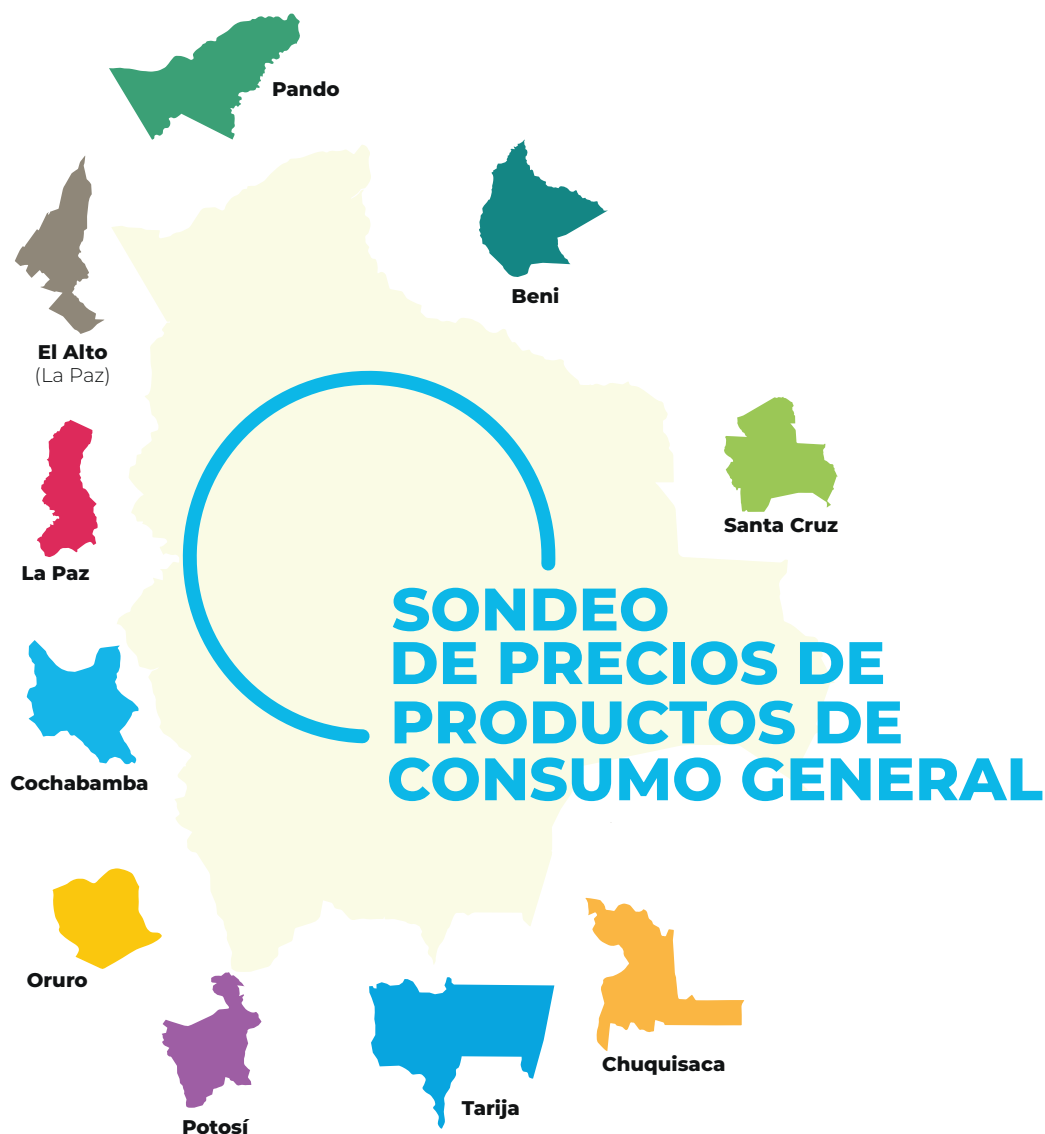 Pando
Beni
El Alto
(La Paz)
La Paz
Santa Cruz
SONDEO
DE PRECIOS DE
PRODUCTOS DE
CONSUMO GENERAL
Cochabamba
Oruro
Chuquisaca
Tarija
Potosí